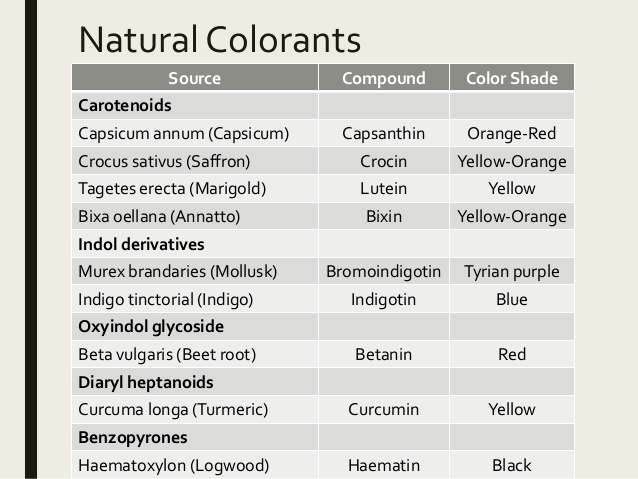 Natural Colorants
Source Compound Color Shade
Carotenoids
Capsicum annum (Capsicum) Capsanthin Orange-Red
Crocus sativus (Saffron) Crocin Yellow-Orange
Tagetes erecta (Marigold) Lutein Yellow
Bixa oellana (Annatto) Bixin Yellow-Orange
Indol derivatives
Murex brandaries (Mollusk) Bromoindigotin Tyrian purple
Indigo tinctorial (Indigo) Indigotin Blue
Oxyindol glycoside
Beta vulgaris (Beet root) Betanin Red
Diaryl heptanoids
Curcuma longa (Turmeric) Curcumin Yellow
Benzopyrones
Haematoxylon (Logwood) Haematin Black